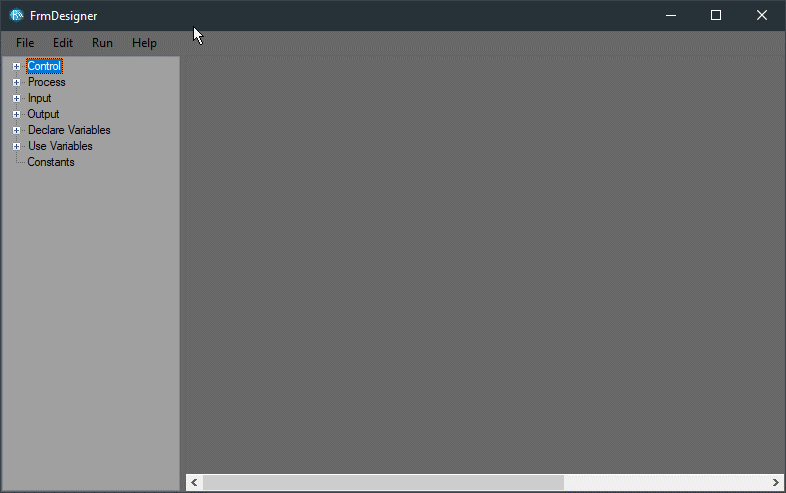 FrmDesigner
File Edit Run Help
Control
Process
Input
Output
Declare Variables
Use Variables
Constants